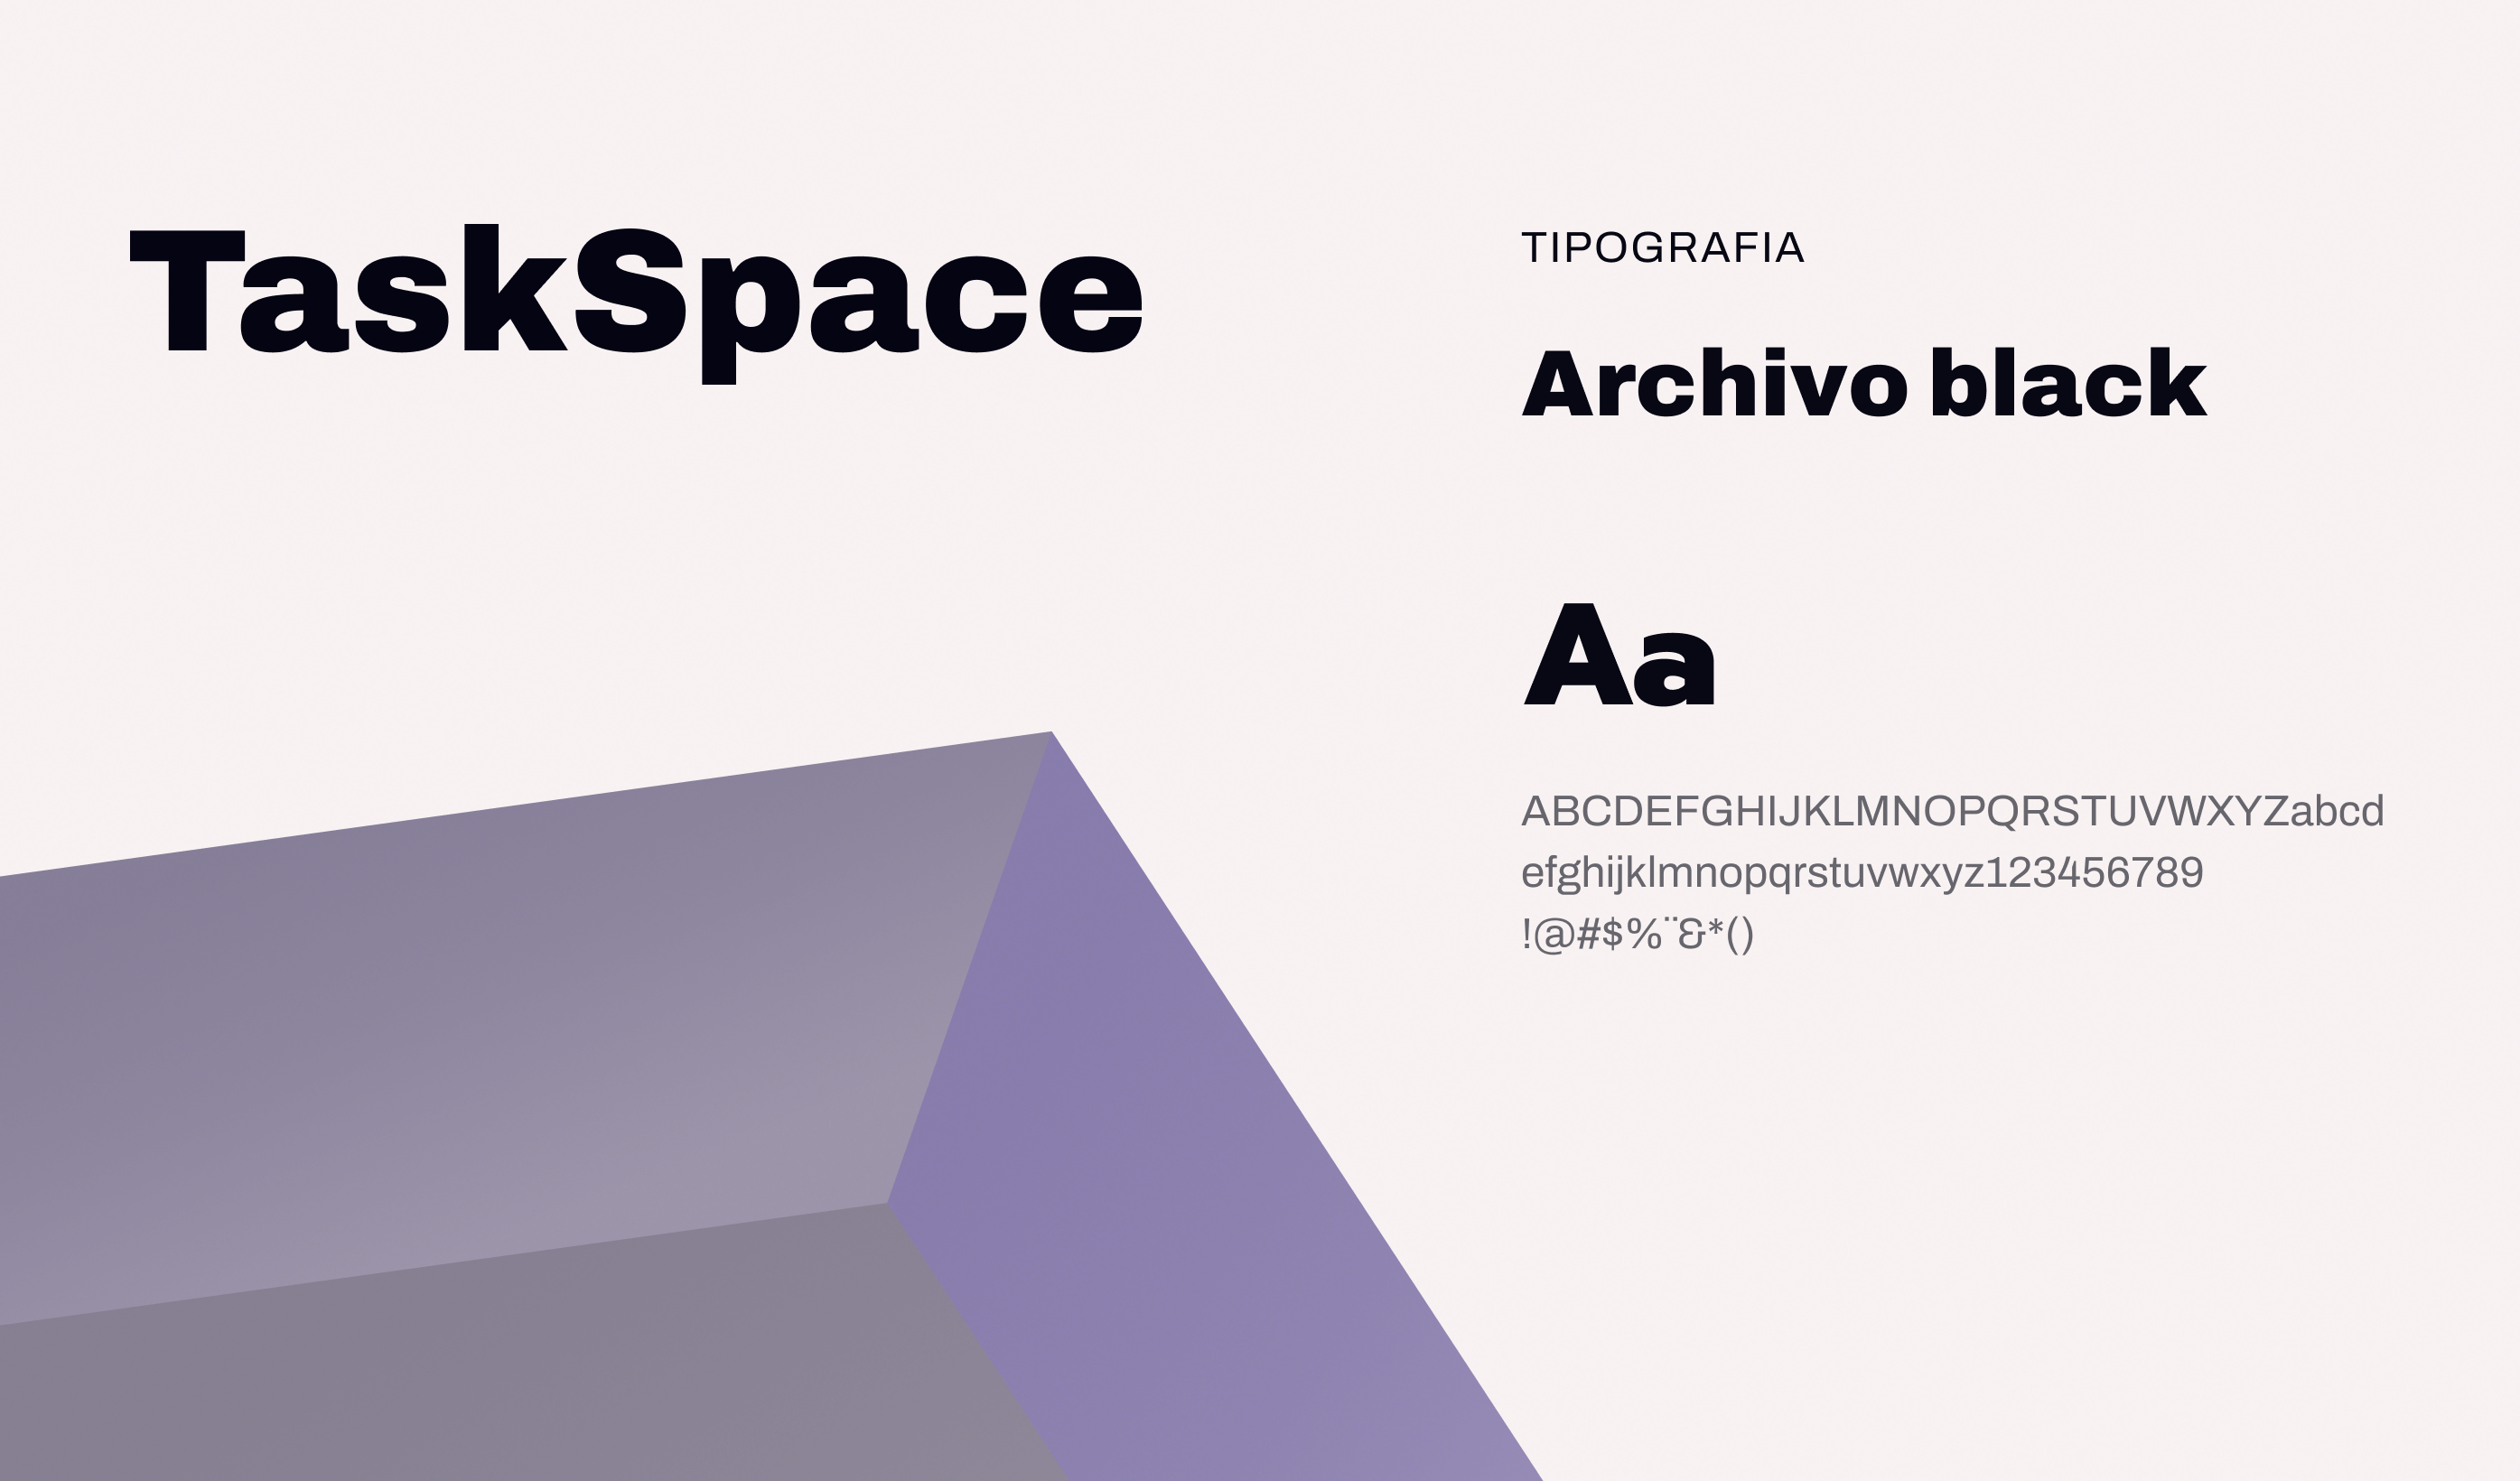 TaskSpace
TIPOGRAFIA
Archivo black
Aa
ABCDEFGHIJKLMNOPQRSTUVWXYZabcd
efghijklmnopqrstuvwxyz123456789
!@#$%¨&*()